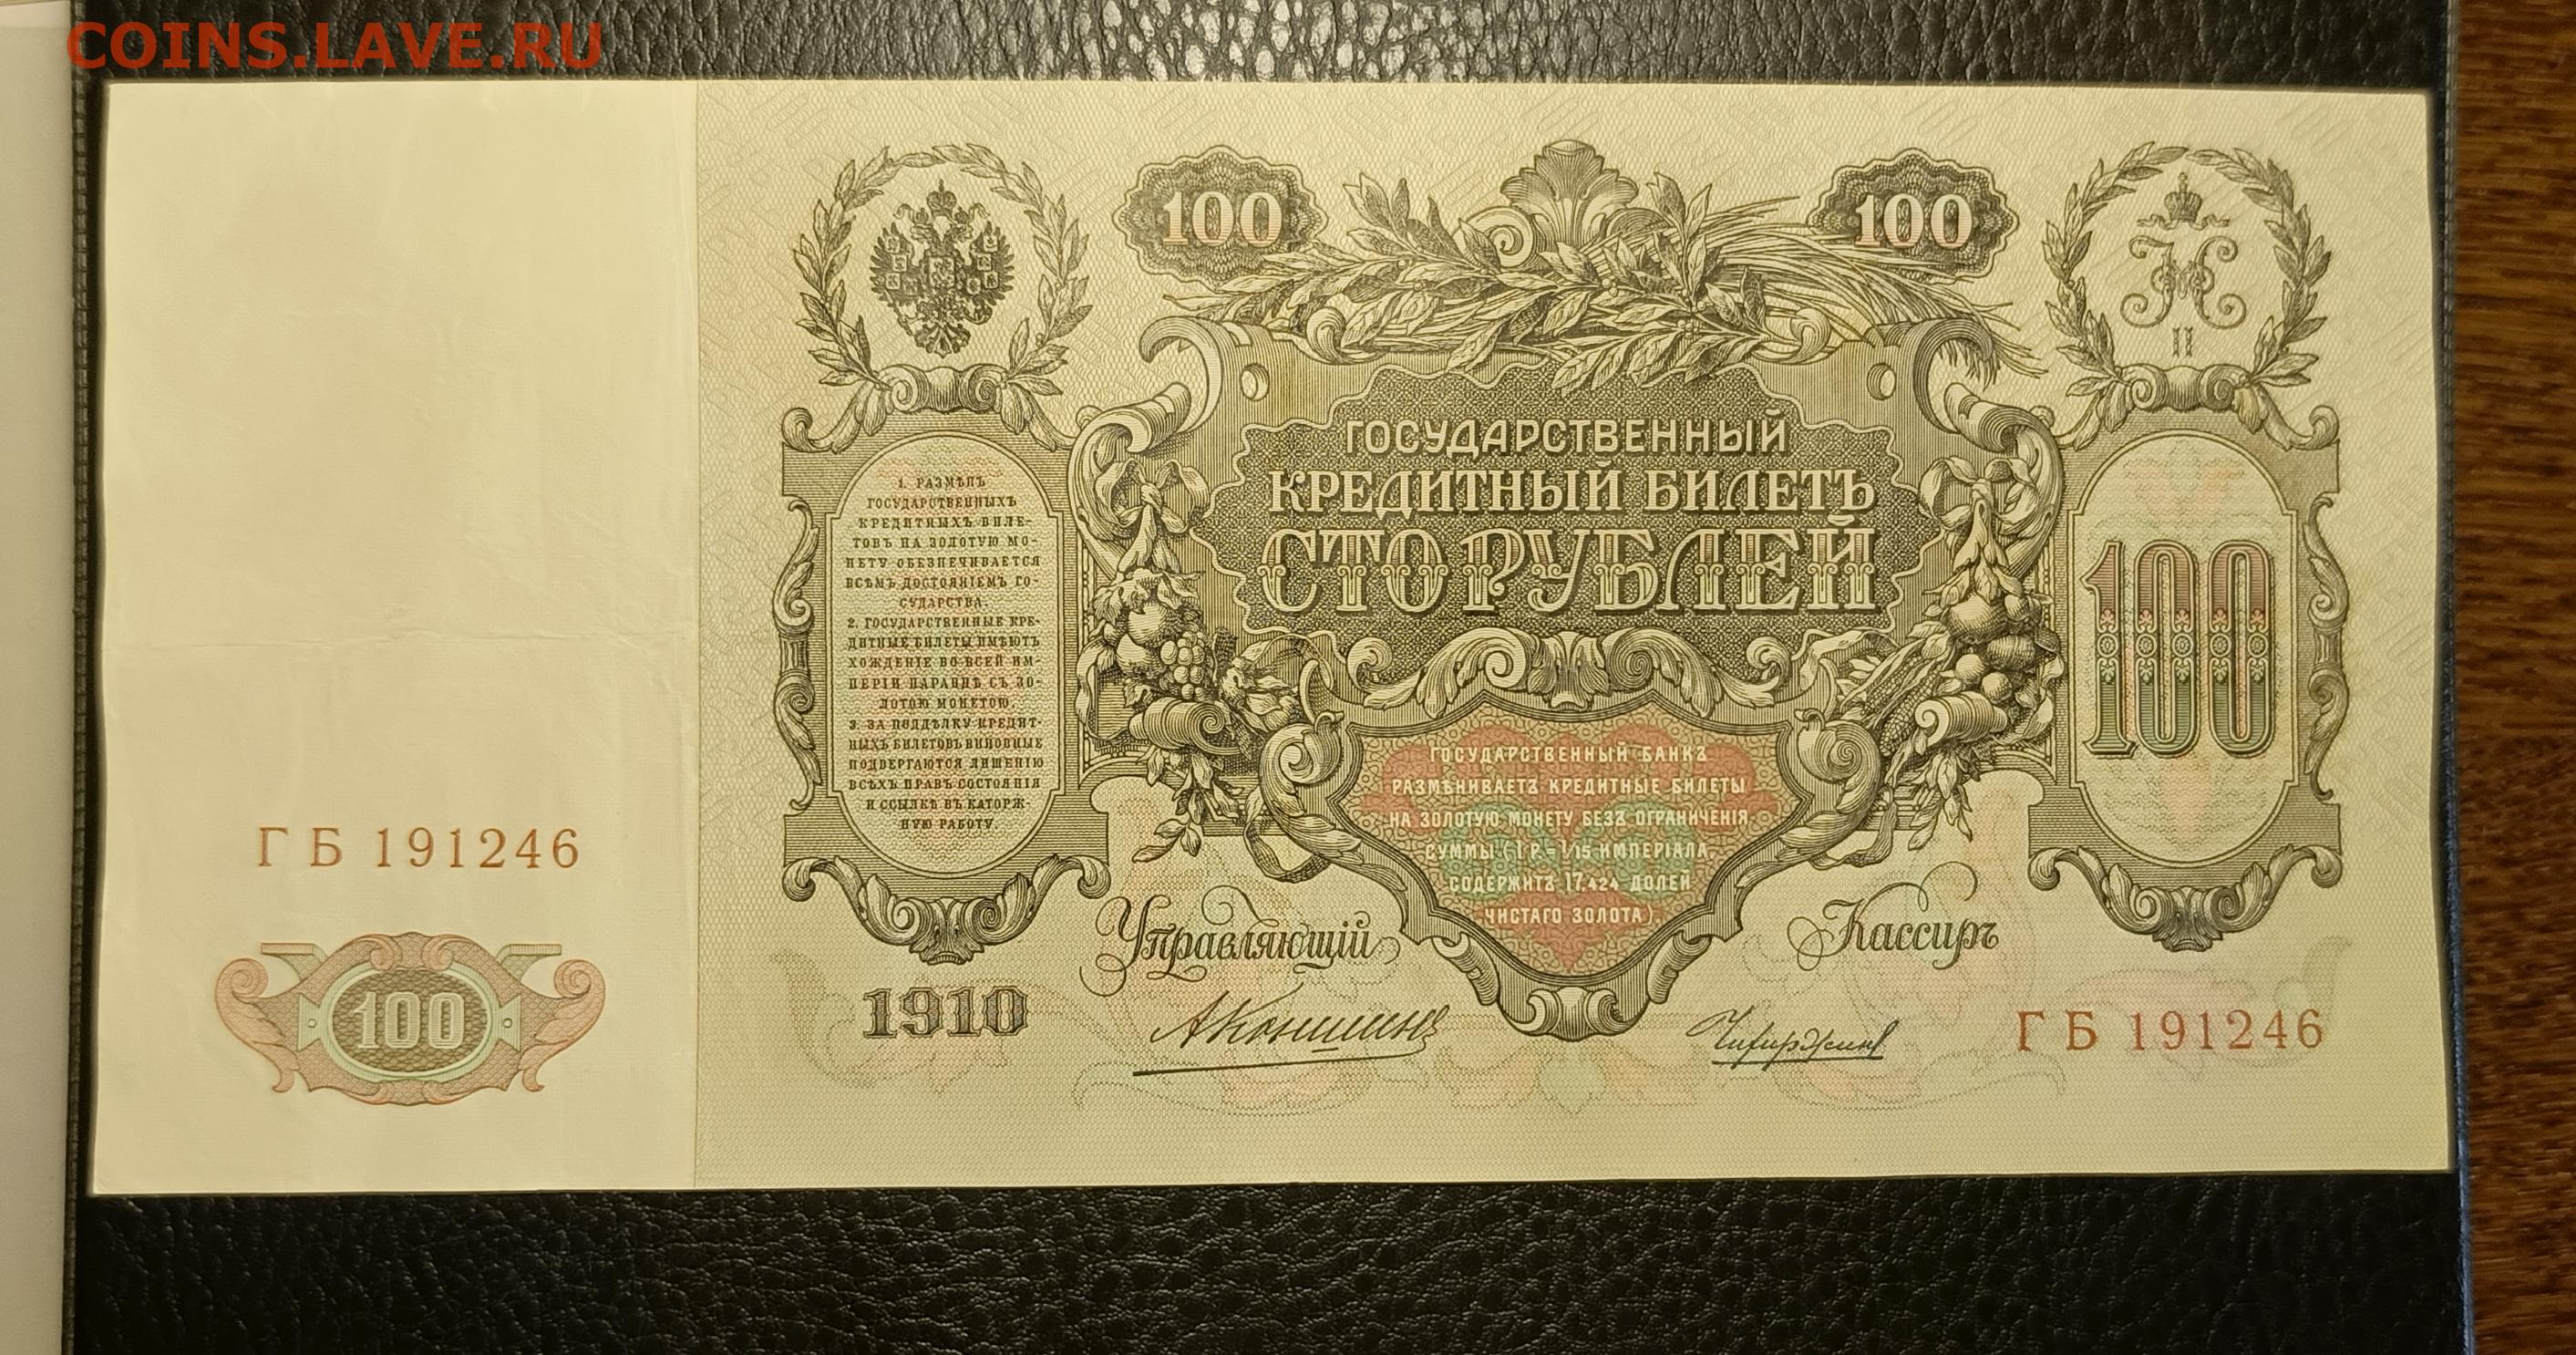 COINS.LAVE.RU
100
100
II
ГОСУДАРСТВЕННЫЙ
КРЕДИТНЫЙ БИЛЕТЪ
СТО РУБЛЕЙ
1. РАЗМѢНЪ
ГОСУДАРСТВЕННЫХЪ
КРЕДИТНЫХЪ БИЛЕ-
ТОВЪ НА ЗОЛОТУЮ МО-
НЕТУ ОБЕЗПЕЧИВАЕТСЯ
ВСѢМЪ ДОСТОЯНІЕМЪ ГО-
СУДАРСТВА.
2. ГОСУДАРСТВЕННЫЕ КРЕ-
ДИТНЫЕ БИЛЕТЫ ИМѢЮТЪ
ХОЖДЕНІЕ ВО ВСЕЙ ИМ-
ПЕРІИ НАРАВНѢ СЪ ЗО-
ЛОТОЮ МОНЕТОЮ.
3. ЗА ПОДДѢЛКУ КРЕДИТ-
НЫХЪ БИЛЕТОВЪ ВИНОВНЫЕ
ПОДВЕРГАЮТСЯ ЛИШЕНІЮ
ВСѢХЪ ПРАВЪ СОСТОЯНІЯ
И ССЫЛКѢ ВЪ КАТОРЖ-
НУЮ РАБОТУ.
100
ГОСУДАРСТВЕННЫЙ БАНКЪ
РАЗМѢНИВАЕТЪ КРЕДИТНЫЕ БИЛЕТЫ
НА ЗОЛОТУЮ МОНЕТУ БЕЗЪ ОГРАНИЧЕНІЯ
СУММЫ (1 Р. = 1/15 ИМПЕРІАЛА,
СОДЕРЖИТЪ 17,424 ДОЛЕЙ
ЧИСТАГО ЗОЛОТА).
ГБ 191246
100
Управляющій
Кассиръ
1910
АКоншинъ
ГБ 191246